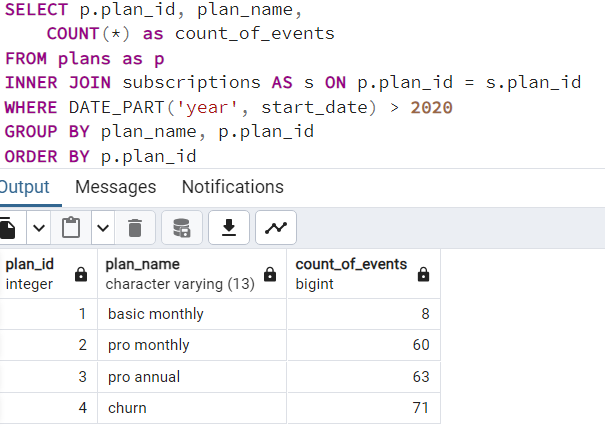 SELECT p.plan_id, plan_name,
COUNT(*) as count_of_events
FROM plans as p
INNER JOIN subscriptions AS s ON p.plan_id = s.plan_id
WHERE DATE_PART('year', start_date) > 2020
GROUP BY plan_name, p.plan_id
ORDER BY p.plan_id
Output Messages Notifications
plan_id plan_name count_of_events
integer character varying (13) bigint
1 basic monthly 8
2 pro monthly 60
3 pro annual 63
4 churn 71